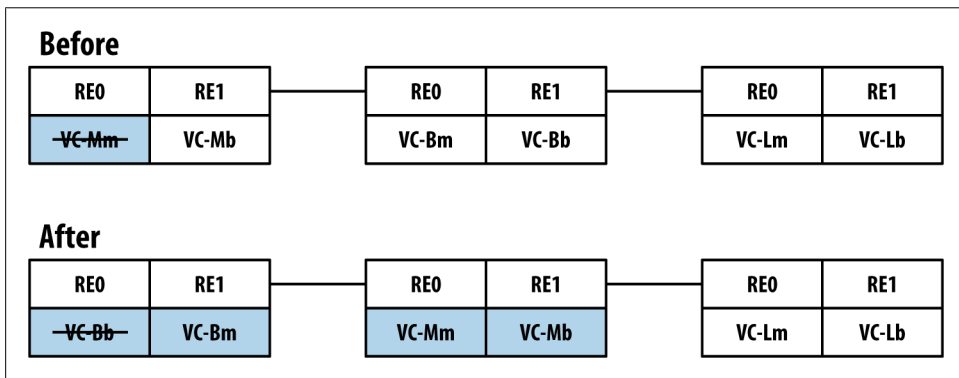 Before
RE0 RE1 RE0 RE1 RE0 RE1
VC-Mm VC-Mb VC-Bm VC-Bb VC-Lm VC-Lb
After
RE0 RE1 RE0 RE1 RE0 RE1
VC-Bb VC-Bm VC-Mm VC-Mb VC-Lm VC-Lb